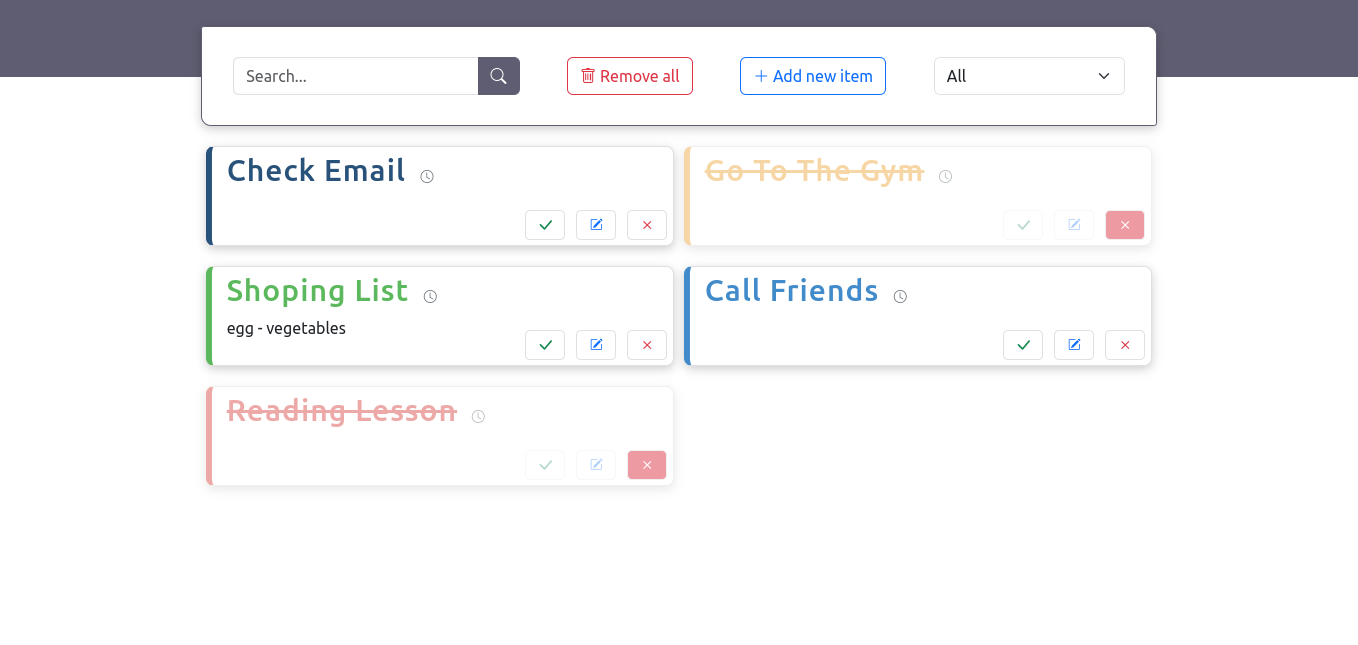 Search...
Remove all
Add new item
All
Check Email
Go To The Gym
Shoping List
egg - vegetables
Call Friends
Reading Lesson